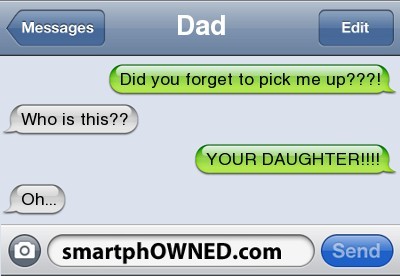 Messages Dad Edit
Did you forget to pick me up???!
Who is this??
YOUR DAUGHTER!!!!
Oh...
smartphOWNED.com Send